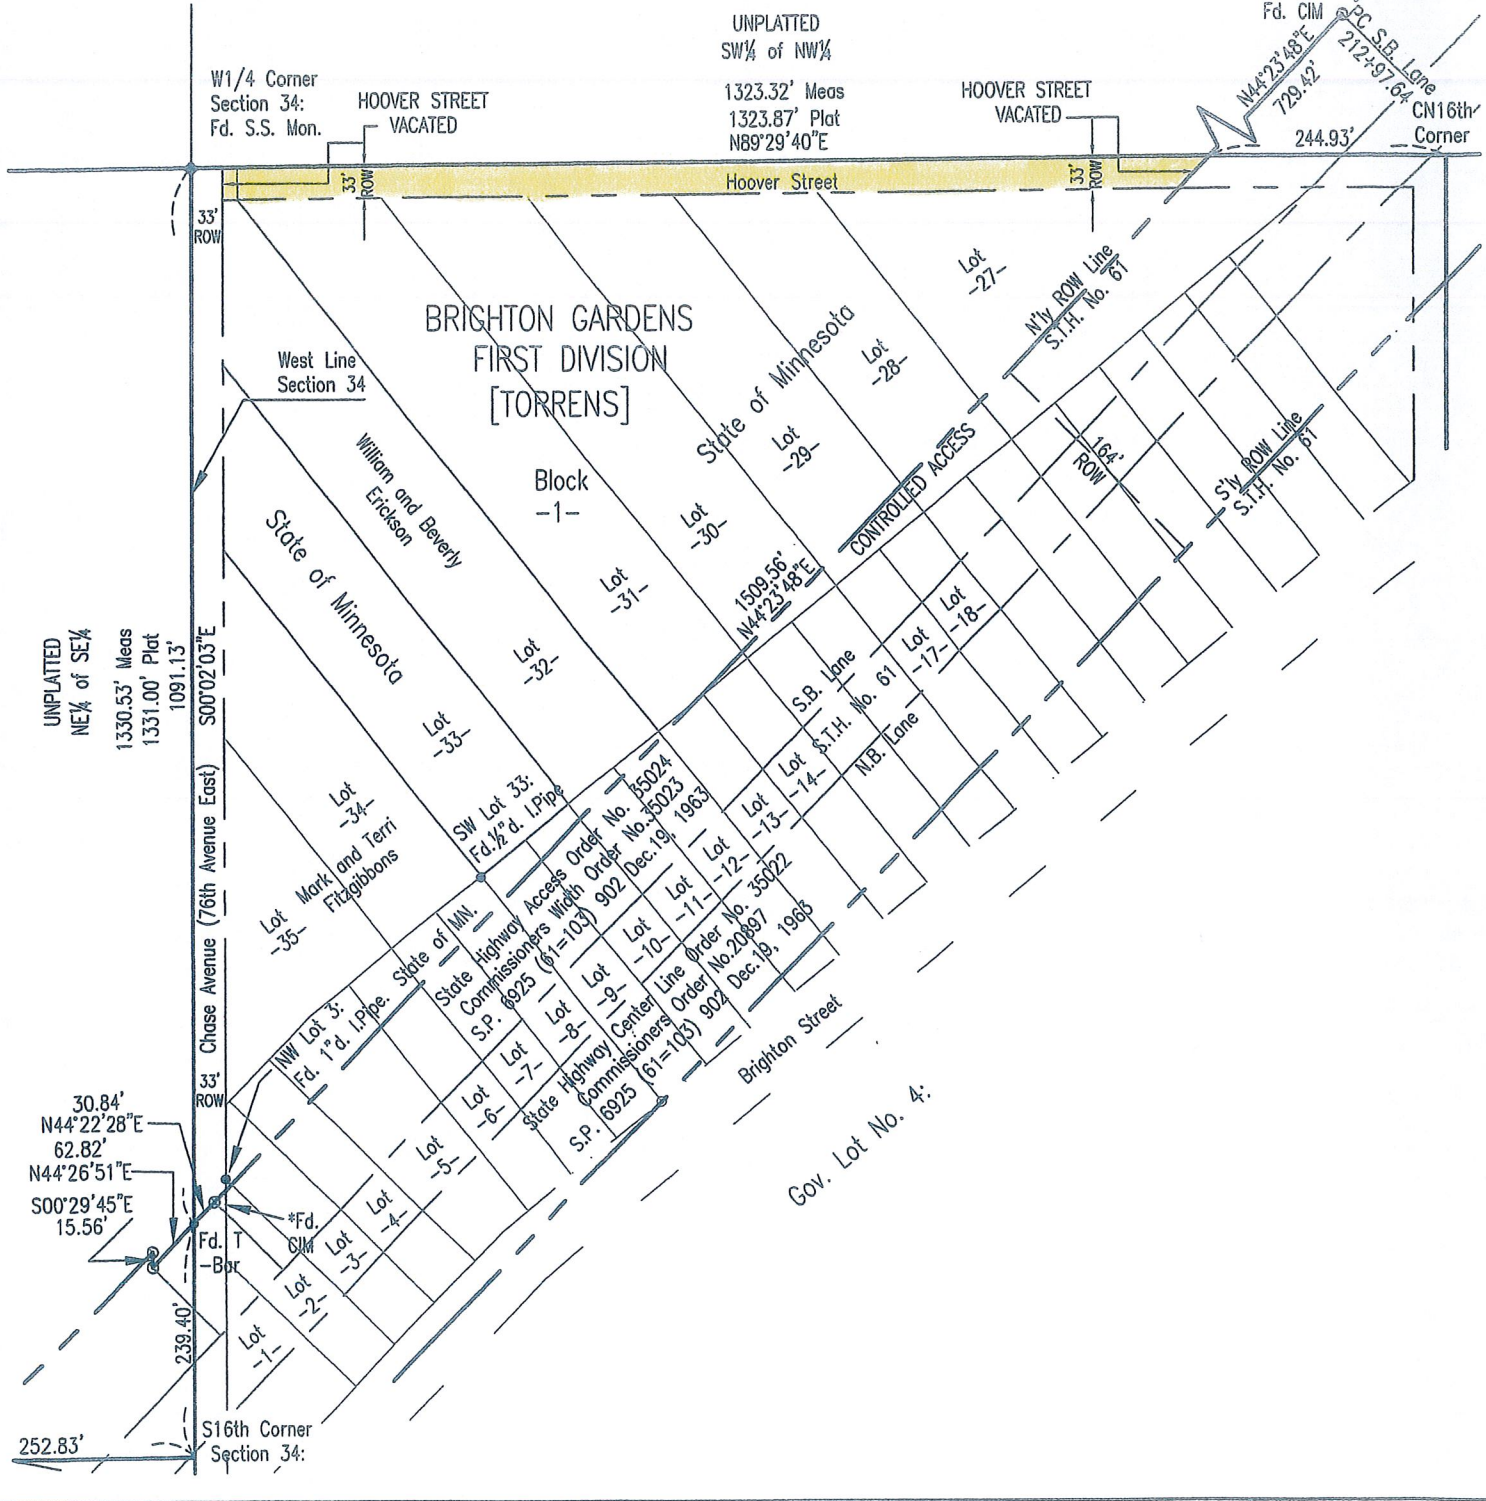 UNPLATTED
SW¼ of NW¼
1323.32' Meas
1323.87' Plat
N89°29'40"E
Fd. CIM
PC S.B. Lane
212+97.64
N44°23'48"E
729.42'
W1/4 Corner
Section 34:
Fd. S.S. Mon.
HOOVER STREET
VACATED
HOOVER STREET
VACATED
CN16th
Corner
244.93'
33'
ROW
Hoover Street
33'
ROW
33'
ROW
BRIGHTON GARDENS
FIRST DIVISION
[TORRENS]
Block
-1-
West Line
Section 34
Lot
-27-
Lot
-28-
State of Minnesota
Lot
-29-
Lot
-30-
Lot
-31-
Lot
-32-
William and Beverly
Erickson
State of Minnesota
Lot
-33-
Lot
-34-
Mark and Terri
Fitzgibbons
Lot
-35-
N'ly ROW Line
S.T.H. No. 61
CONTROLLED ACCESS
164'
ROW
S'ly ROW Line
S.T.H. No. 61
1509.56'
N44°23'48"E
UNPLATTED
NE¼ of SE¼
1330.53' Meas
1331.00' Plat
1091.13'
S00°02'03"E
Chase Avenue (76th Avenue East)
SW Lot 33:
Fd.½"d. I.Pipe
S.B. Lane
S.T.H. No. 61
N.B. Lane
Lot
-18-
Lot
-17-
Lot
-14-
Lot
-13-
Lot
-12-
Lot
-11-
Lot
-10-
Lot
-9-
Lot
-8-
Lot
-7-
Lot
-6-
Lot
-5-
Lot
-4-
Lot
-3-
Lot
-2-
Lot
-1-
State of MN.
State Highway Access Order No. 35024
Commissioners Width Order No.35023
S.P. 6925 (61=103) 902 Dec.19, 1963
State Highway Center Line Order No. 35022
Commissioners Order No.20897
S.P. 6925 (61=103) 902 Dec.19, 1963
NW Lot 3:
Fd. 1"d. I.Pipe.
33'
ROW
Brighton Street
Gov. Lot No. 4:
30.84'
N44°22'28"E
62.82'
N44°26'51"E
S00°29'45"E
15.56'
*Fd.
CIM
Fd. T
-Bar
239.40'
S16th Corner
Section 34:
252.83'